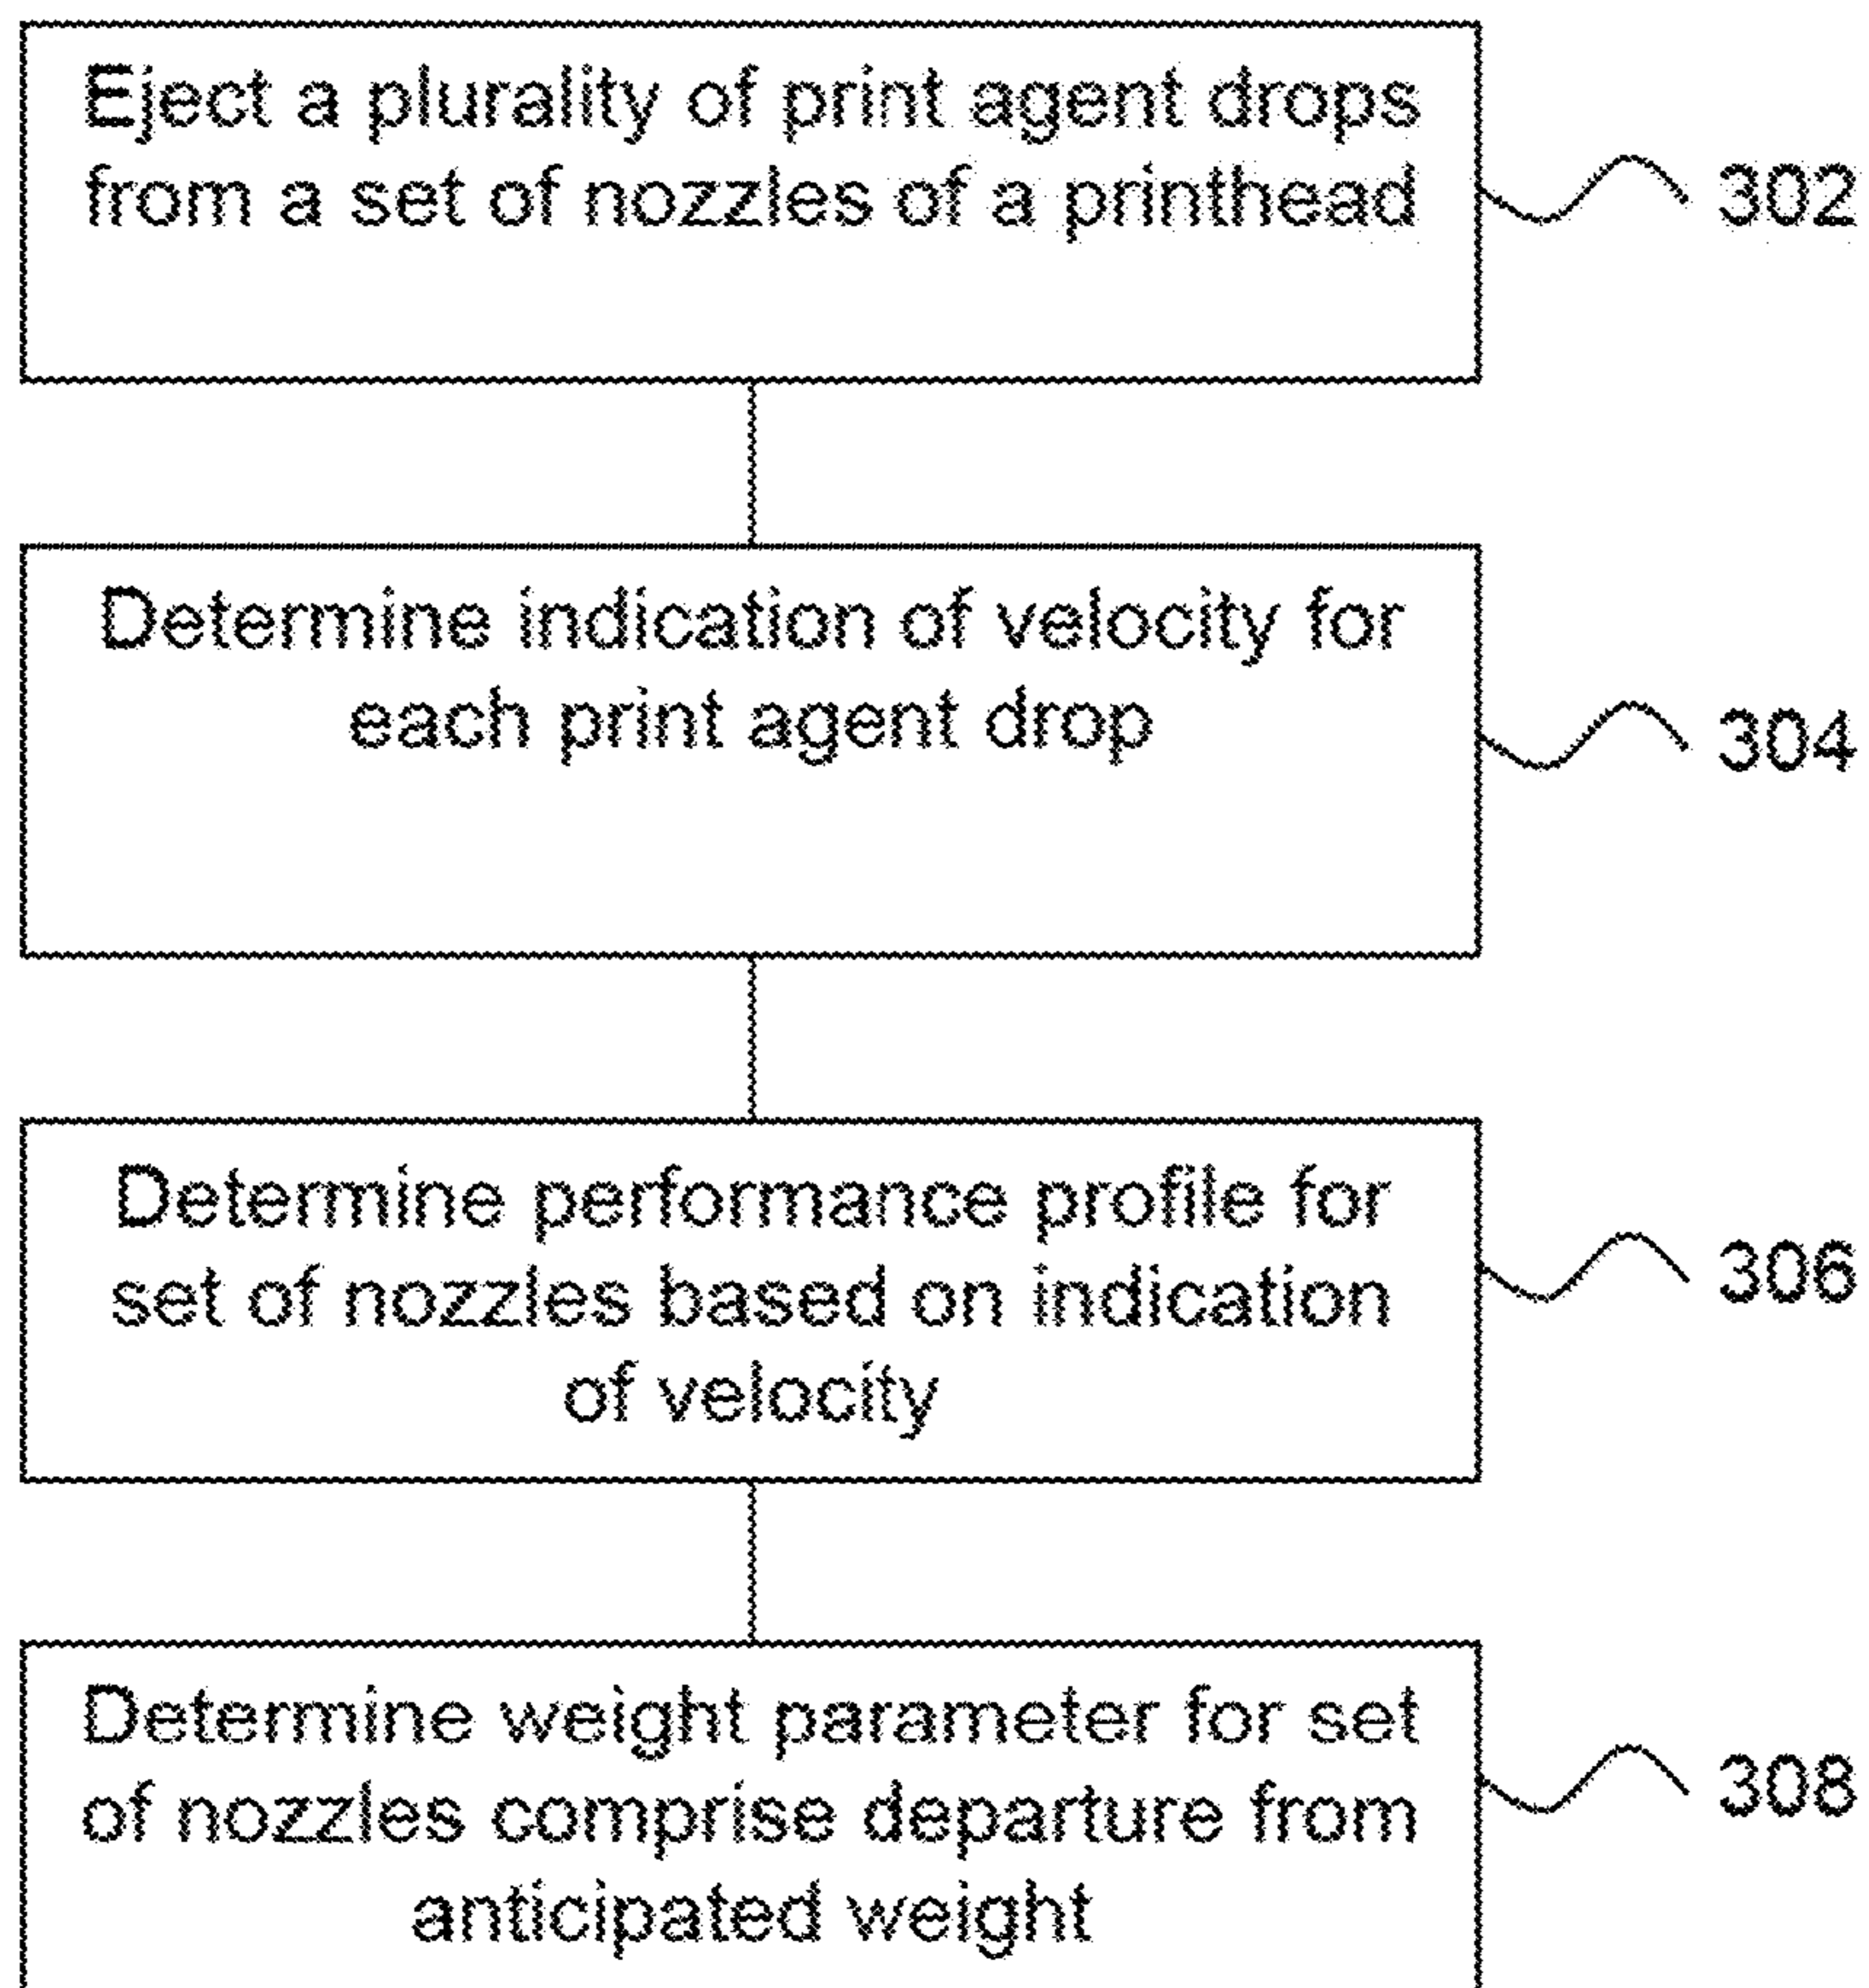 Eject a plurality of print agent drops
from a set of nozzles of a printhead
302
Determine indication of velocity for
each print agent drop
304
Determine performance profile for
set of nozzles based on indication
of velocity
306
Determine weight parameter for set
of nozzles comprise departure from
anticipated weight
308